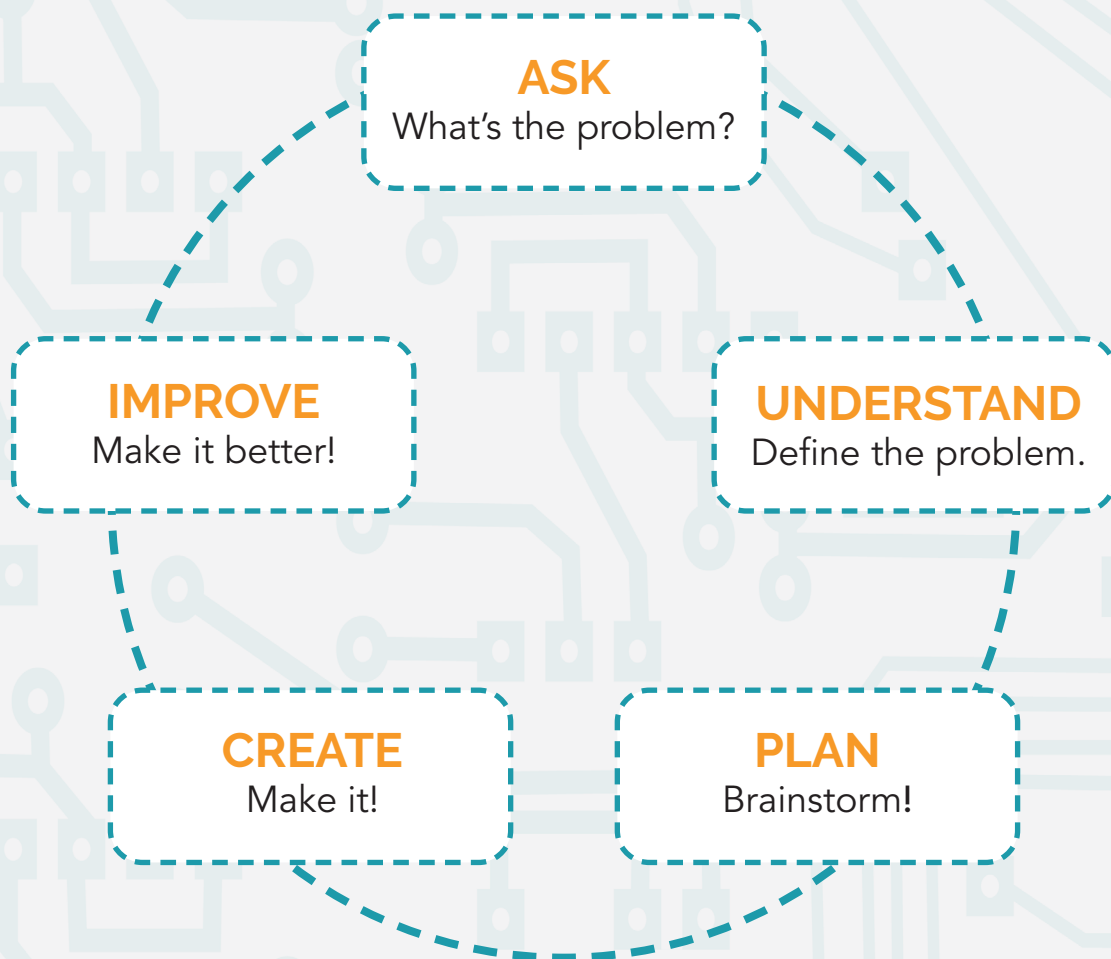 ASK
What's the problem?
UNDERSTAND
Define the problem.
PLAN
Brainstorm!
CREATE
Make it!
IMPROVE
Make it better!